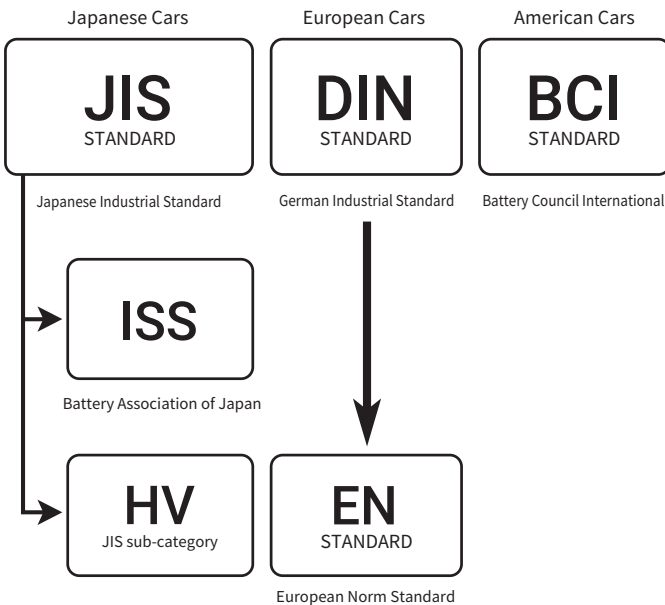 Japanese Cars
European Cars
American Cars
JIS
STANDARD
DIN
STANDARD
BCI
STANDARD
Japanese Industrial Standard
German Industrial Standard
Battery Council International
ISS
Battery Association of Japan
HV
JIS sub-category
EN
STANDARD
European Norm Standard